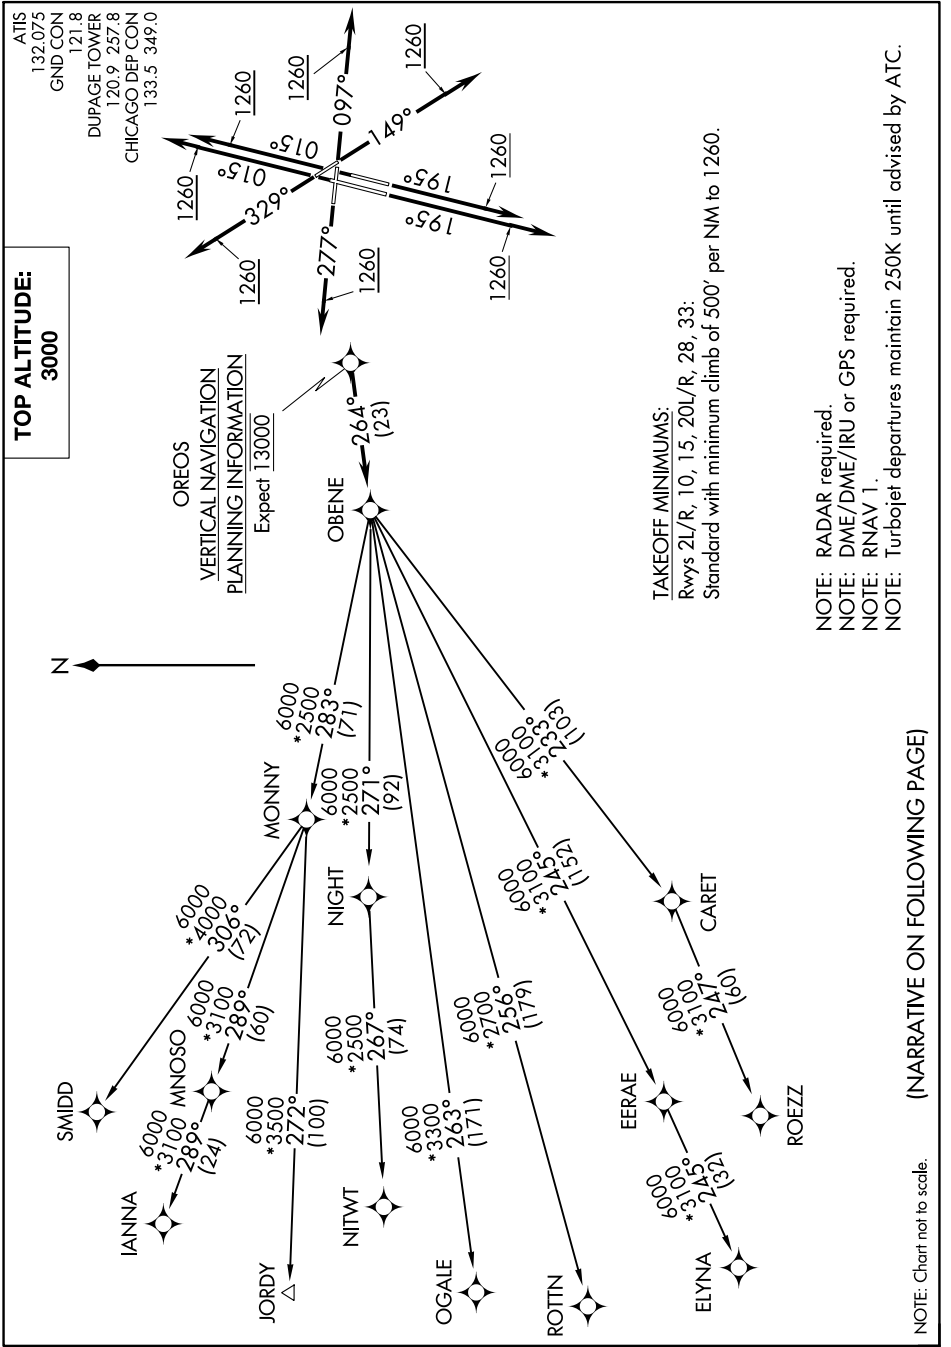 TOP ALTITUDE:
3000
ATIS
132.075
GND CON
121.8
DUPAGE TOWER
120.9 257.8
CHICAGO DEP CON
133.5 349.0
N
OREOS
VERTICAL NAVIGATION
PLANNING INFORMATION
Expect 13000
1260
1260
1260
1260
1260
1260
1260
1260
015°
015°
329°
097°
149°
277°
195°
195°
264°
(23)
OBENE
6000
*2500
283°
(71)
MONNY
6000
*4000
306°
(72)
SMIDD
6000
*3100
289°
(60)
MNOSO
6000
*3100
289°
(24)
IANNA
6000
*3500
272°
(100)
JORDY
6000
*2500
271°
(92)
NIGHT
6000
*2500
267°
(74)
NITWT
6000
*3300
263°
(171)
OGALE
6000
*2700
256°
(179)
ROTTN
6000
*3100
245°
(152)
EERAE
6000
*3100
245°
(32)
ELYNA
6000
*3100
233°
(103)
CARET
6000
*3100
247°
(60)
ROEZZ
TAKEOFF MINIMUMS:
Rwys 2L/R, 10, 15, 20L/R, 28, 33:
Standard with minimum climb of 500' per NM to 1260.
NOTE: RADAR required.
NOTE: DME/DME/IRU or GPS required.
NOTE: RNAV 1.
NOTE: Turbojet departures maintain 250K until advised by ATC.
(NARRATIVE ON FOLLOWING PAGE)
NOTE: Chart not to scale.